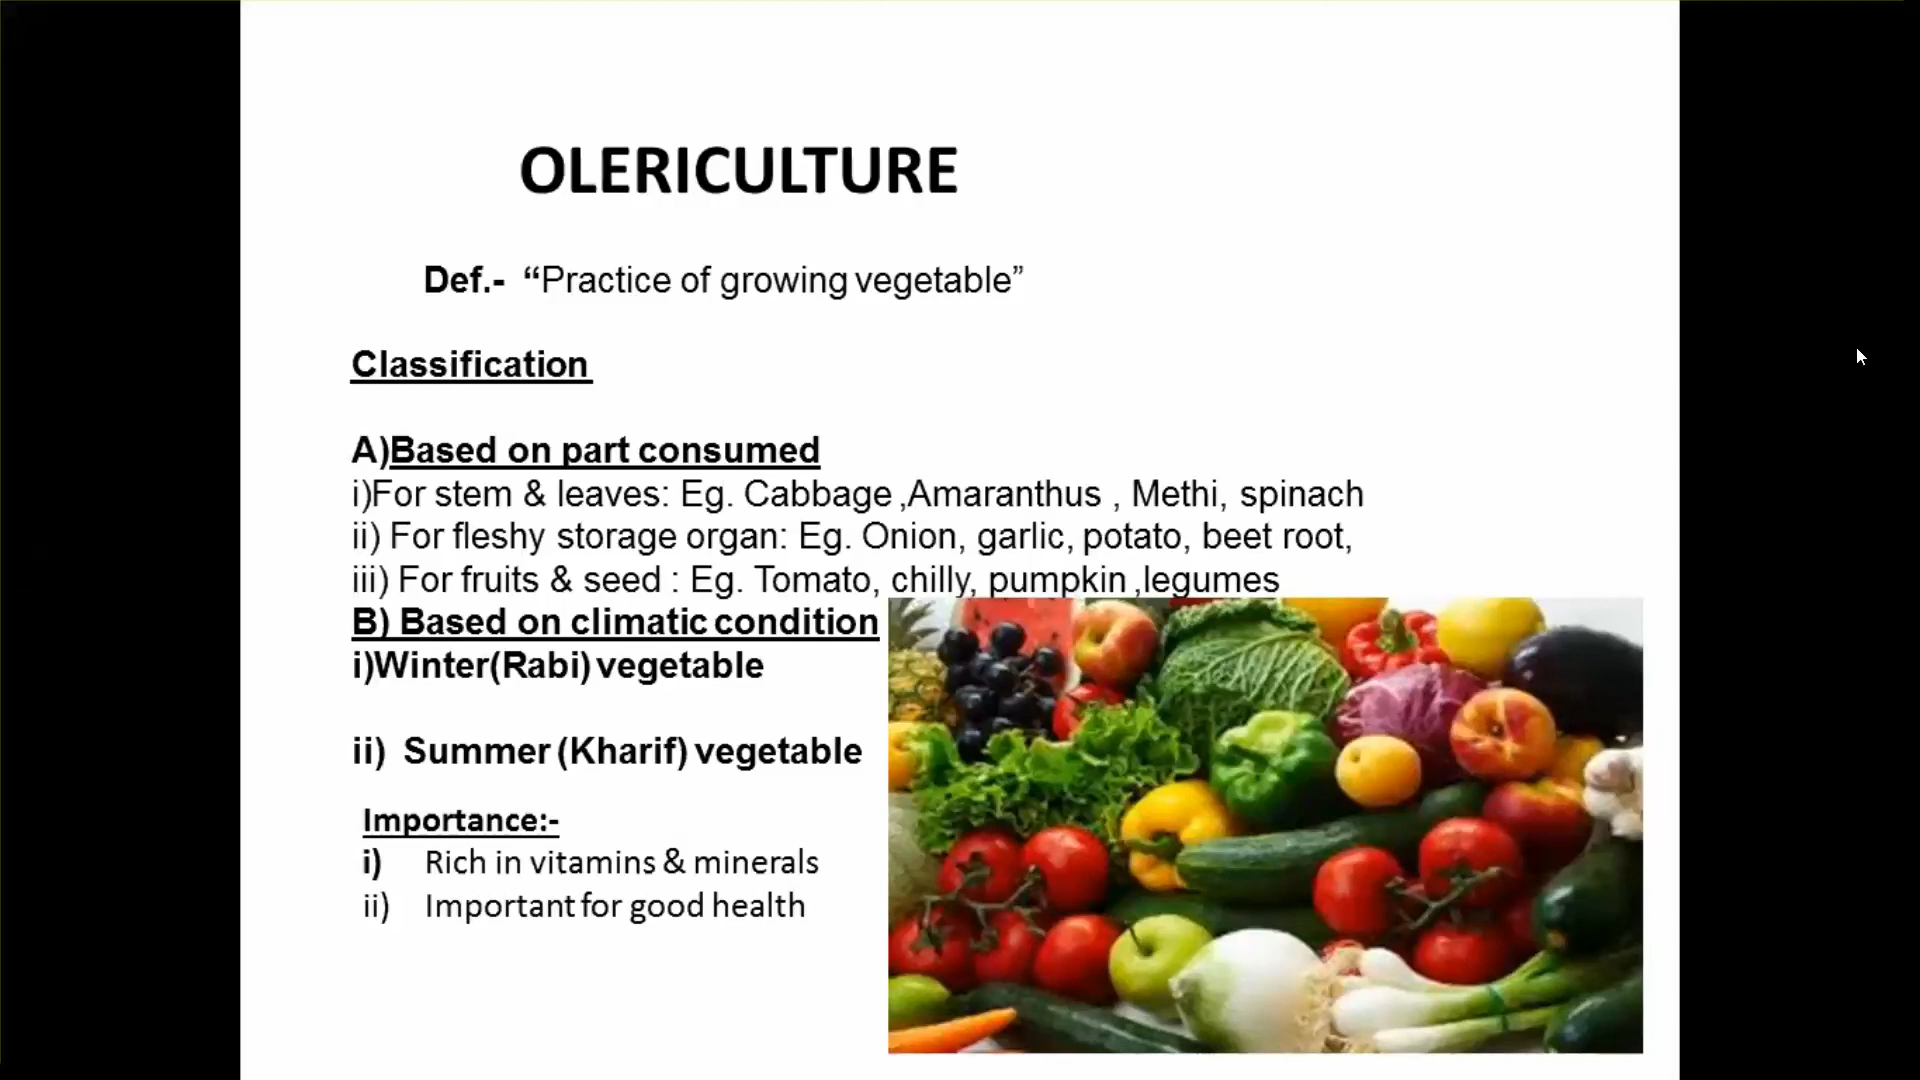 OLERICULTURE
Def.- “Practice of growing vegetable”
Classification
A)Based on part consumed
i)For stem & leaves: Eg. Cabbage ,Amaranthus , Methi, spinach
ii) For fleshy storage organ: Eg. Onion, garlic, potato, beet root,
iii) For fruits & seed : Eg. Tomato, chilly, pumpkin ,legumes
B) Based on climatic condition
i)Winter(Rabi) vegetable
ii) Summer (Kharif) vegetable
Importance:-
i) Rich in vitamins & minerals
ii) Important for good health